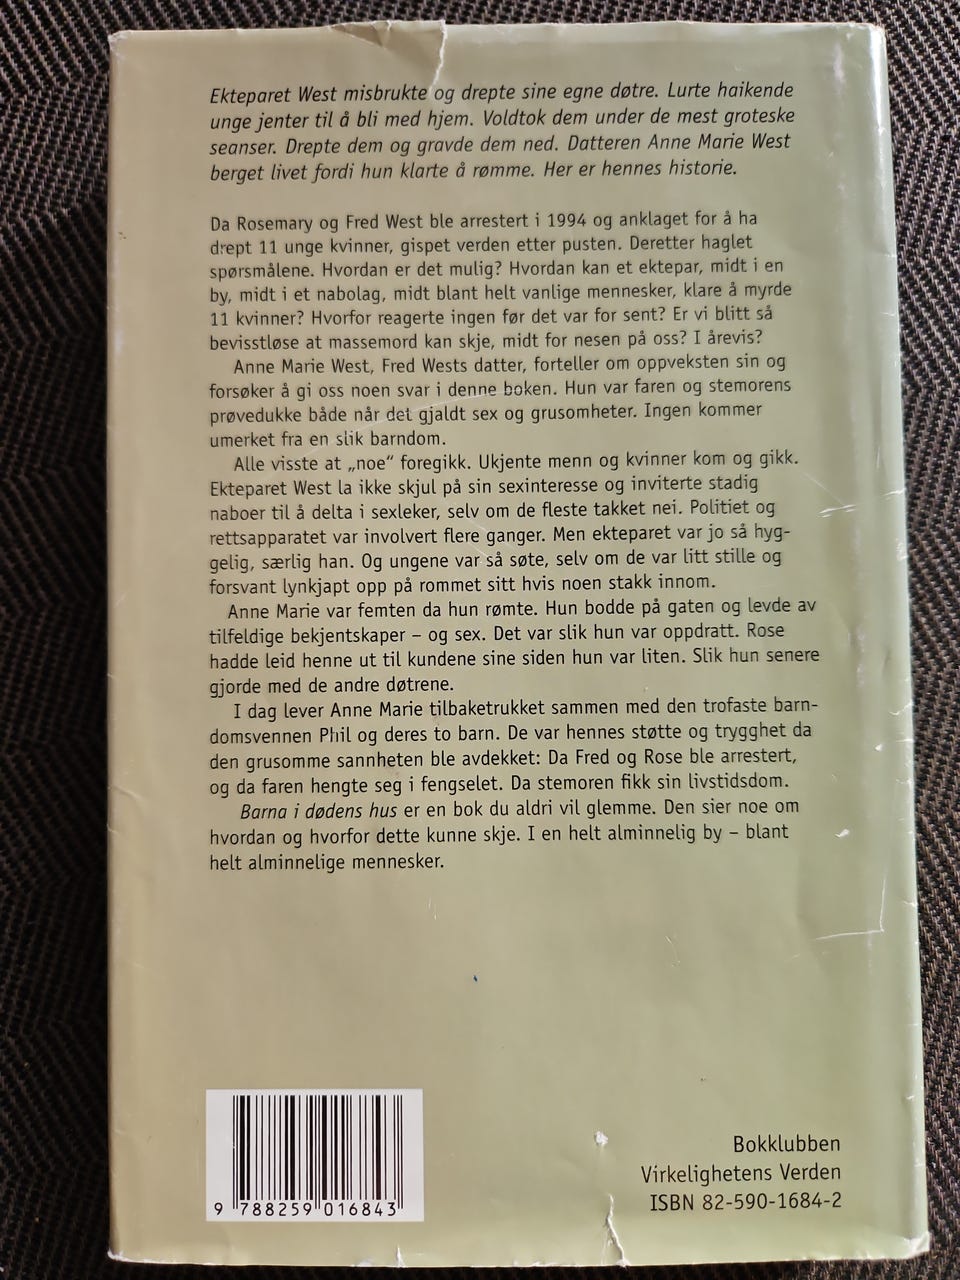 Ekteparet West misbrukte og drepte sine egne døtre. Lurte haikende
unge jenter til å bli med hjem. Voldtok dem under de mest groteske
seanser. Drepte dem og gravde dem ned. Datteren Anne Marie West
berget livet fordi hun klarte å rømme. Her er hennes historie.
Da Rosemary og Fred West ble arrestert i 1994 og anklaget for å ha
drept 11 unge kvinner, gispet verden etter pusten. Deretter haglet
spørsmålene. Hvordan er det mulig? Hvordan kan et ektepar, midt i en
by, midt i et nabolag, midt blant helt vanlige mennesker, klare å myrde
11 kvinner? Hvorfor reagerte ingen før det var for sent? Er vi blitt så
bevisstløse at massemord kan skje, midt for nesen på oss? I årevis?
Anne Marie West, Fred Wests datter, forteller om oppveksten sin og
forsøker å gi oss noen svar i denne boken. Hun var faren og stemorens
prøvedukke både når det gjaldt sex og grusomheter. Ingen kommer
umerket fra en slik barndom.
Alle visste at „noe“ foregikk. Ukjente menn og kvinner kom og gikk.
Ekteparet West la ikke skjul på sin sexinteresse og inviterte stadig
naboer til å delta i sexleker, selv om de fleste takket nei. Politiet og
rettsapparatet var involvert flere ganger. Men ekteparet var jo så hyg-
gelig, særlig han. Og ungene var så søte, selv om de var litt stille og
forsvant lynkjapt opp på rommet sitt hvis noen stakk innom.
Anne Marie var femten da hun rømte. Hun bodde på gaten og levde av
tilfeldige bekjentskaper – og sex. Det var slik hun var oppdratt. Rose
hadde leid henne ut til kundene sine siden hun var liten. Slik hun senere
gjorde med de andre døtrene.
I dag lever Anne Marie tilbaketrukket sammen med den trofaste barn-
domsvennen Phil og deres to barn. De var hennes støtte og trygghet da
den grusomme sannheten ble avdekket: Da Fred og Rose ble arrestert,
og da faren hengte seg i fengselet. Da stemoren fikk sin livstidsdom.
Barna i dødens hus er en bok du aldri vil glemme. Den sier noe om
hvordan og hvorfor dette kunne skje. I en helt alminnelig by – blant
helt alminnelige mennesker.
9 788259 016843
Bokklubben
Virkelighetens Verden
ISBN 82-590-1684-2